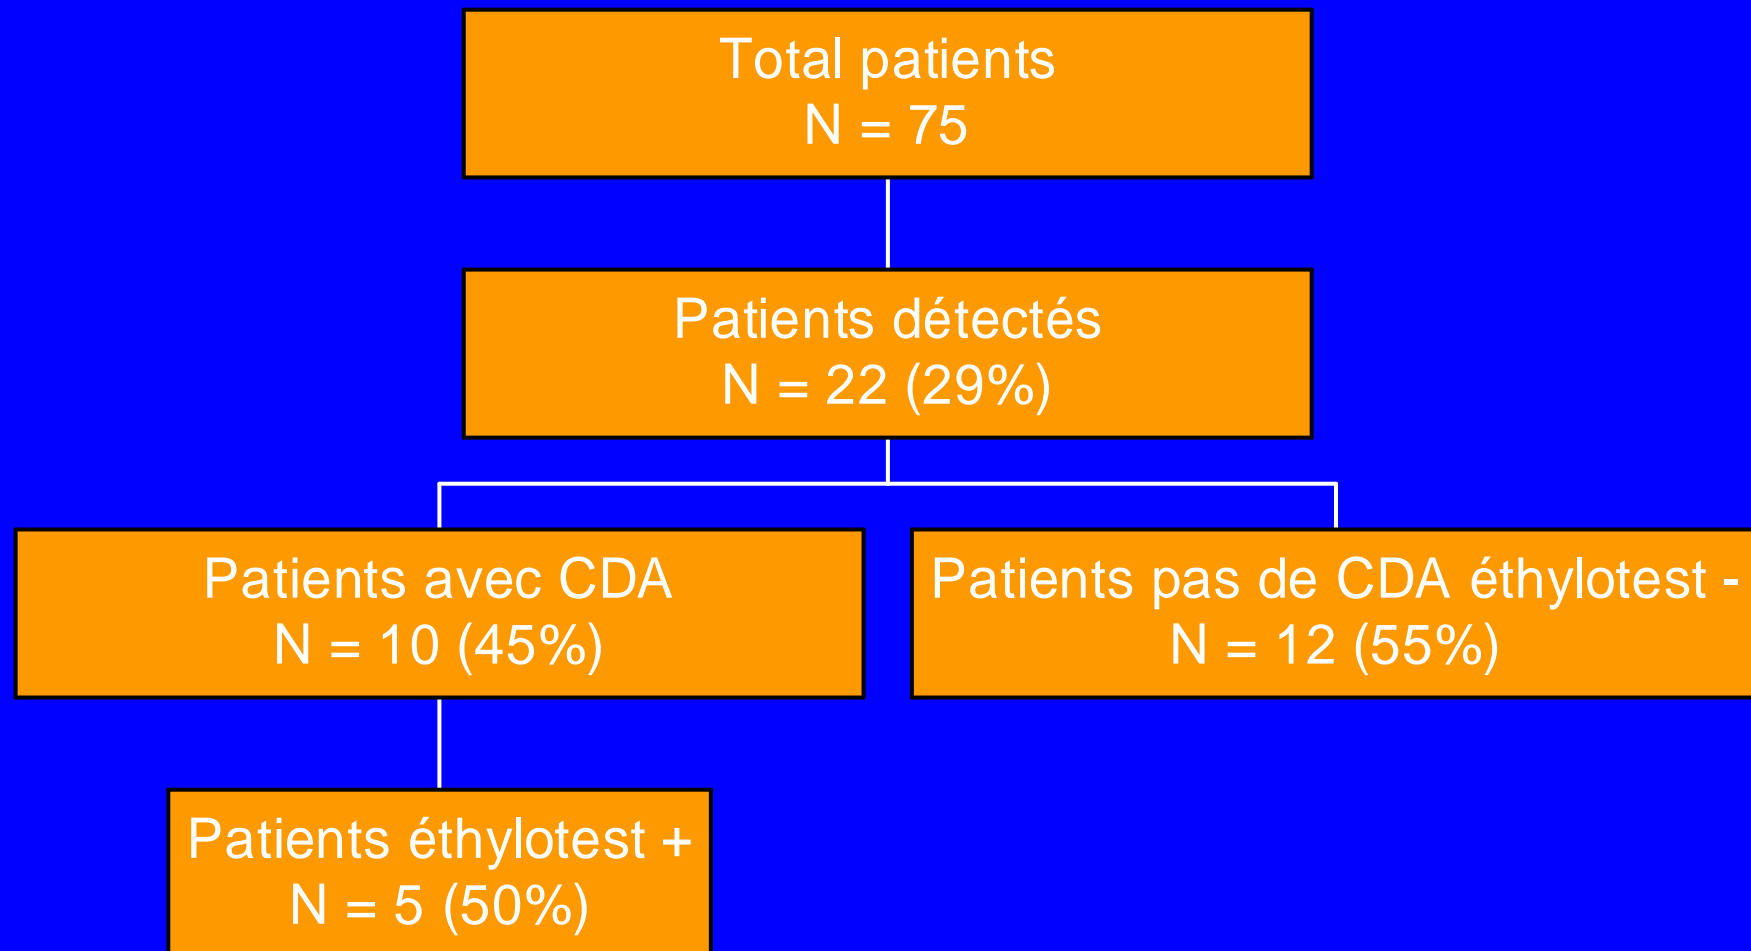 Total patients
N = 75
Patients détectés
N = 22 (29%)
Patients avec CDA
N = 10 (45%)
Patients pas de CDA éthylotest -
N = 12 (55%)
Patients éthylotest +
N = 5 (50%)